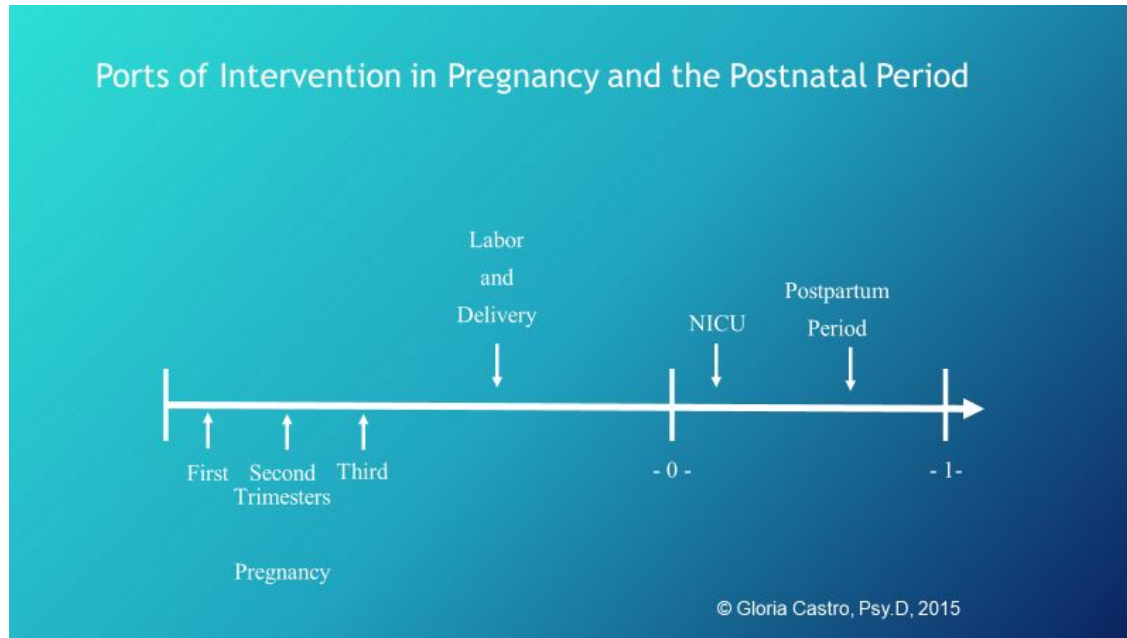 Ports of Intervention in Pregnancy and the Postnatal Period
Labor
and
Delivery
NICU
Postpartum
Period
First
Second
Third
Trimesters
- 0 -
- 1-
Pregnancy
© Gloria Castro, Psy.D, 2015